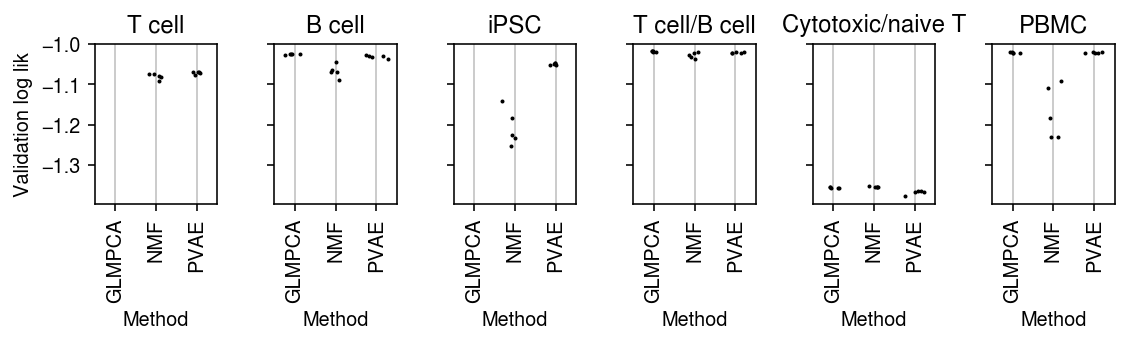 T cell
B cell
iPSC
T cell/B cell
Cytotoxic/naive T
PBMC
Validation log lik
−1.0
−1.1
−1.2
−1.3
GLMPCA
NMF
PVAE
GLMPCA
NMF
PVAE
GLMPCA
NMF
PVAE
GLMPCA
NMF
PVAE
GLMPCA
NMF
PVAE
GLMPCA
NMF
PVAE
Method
Method
Method
Method
Method
Method